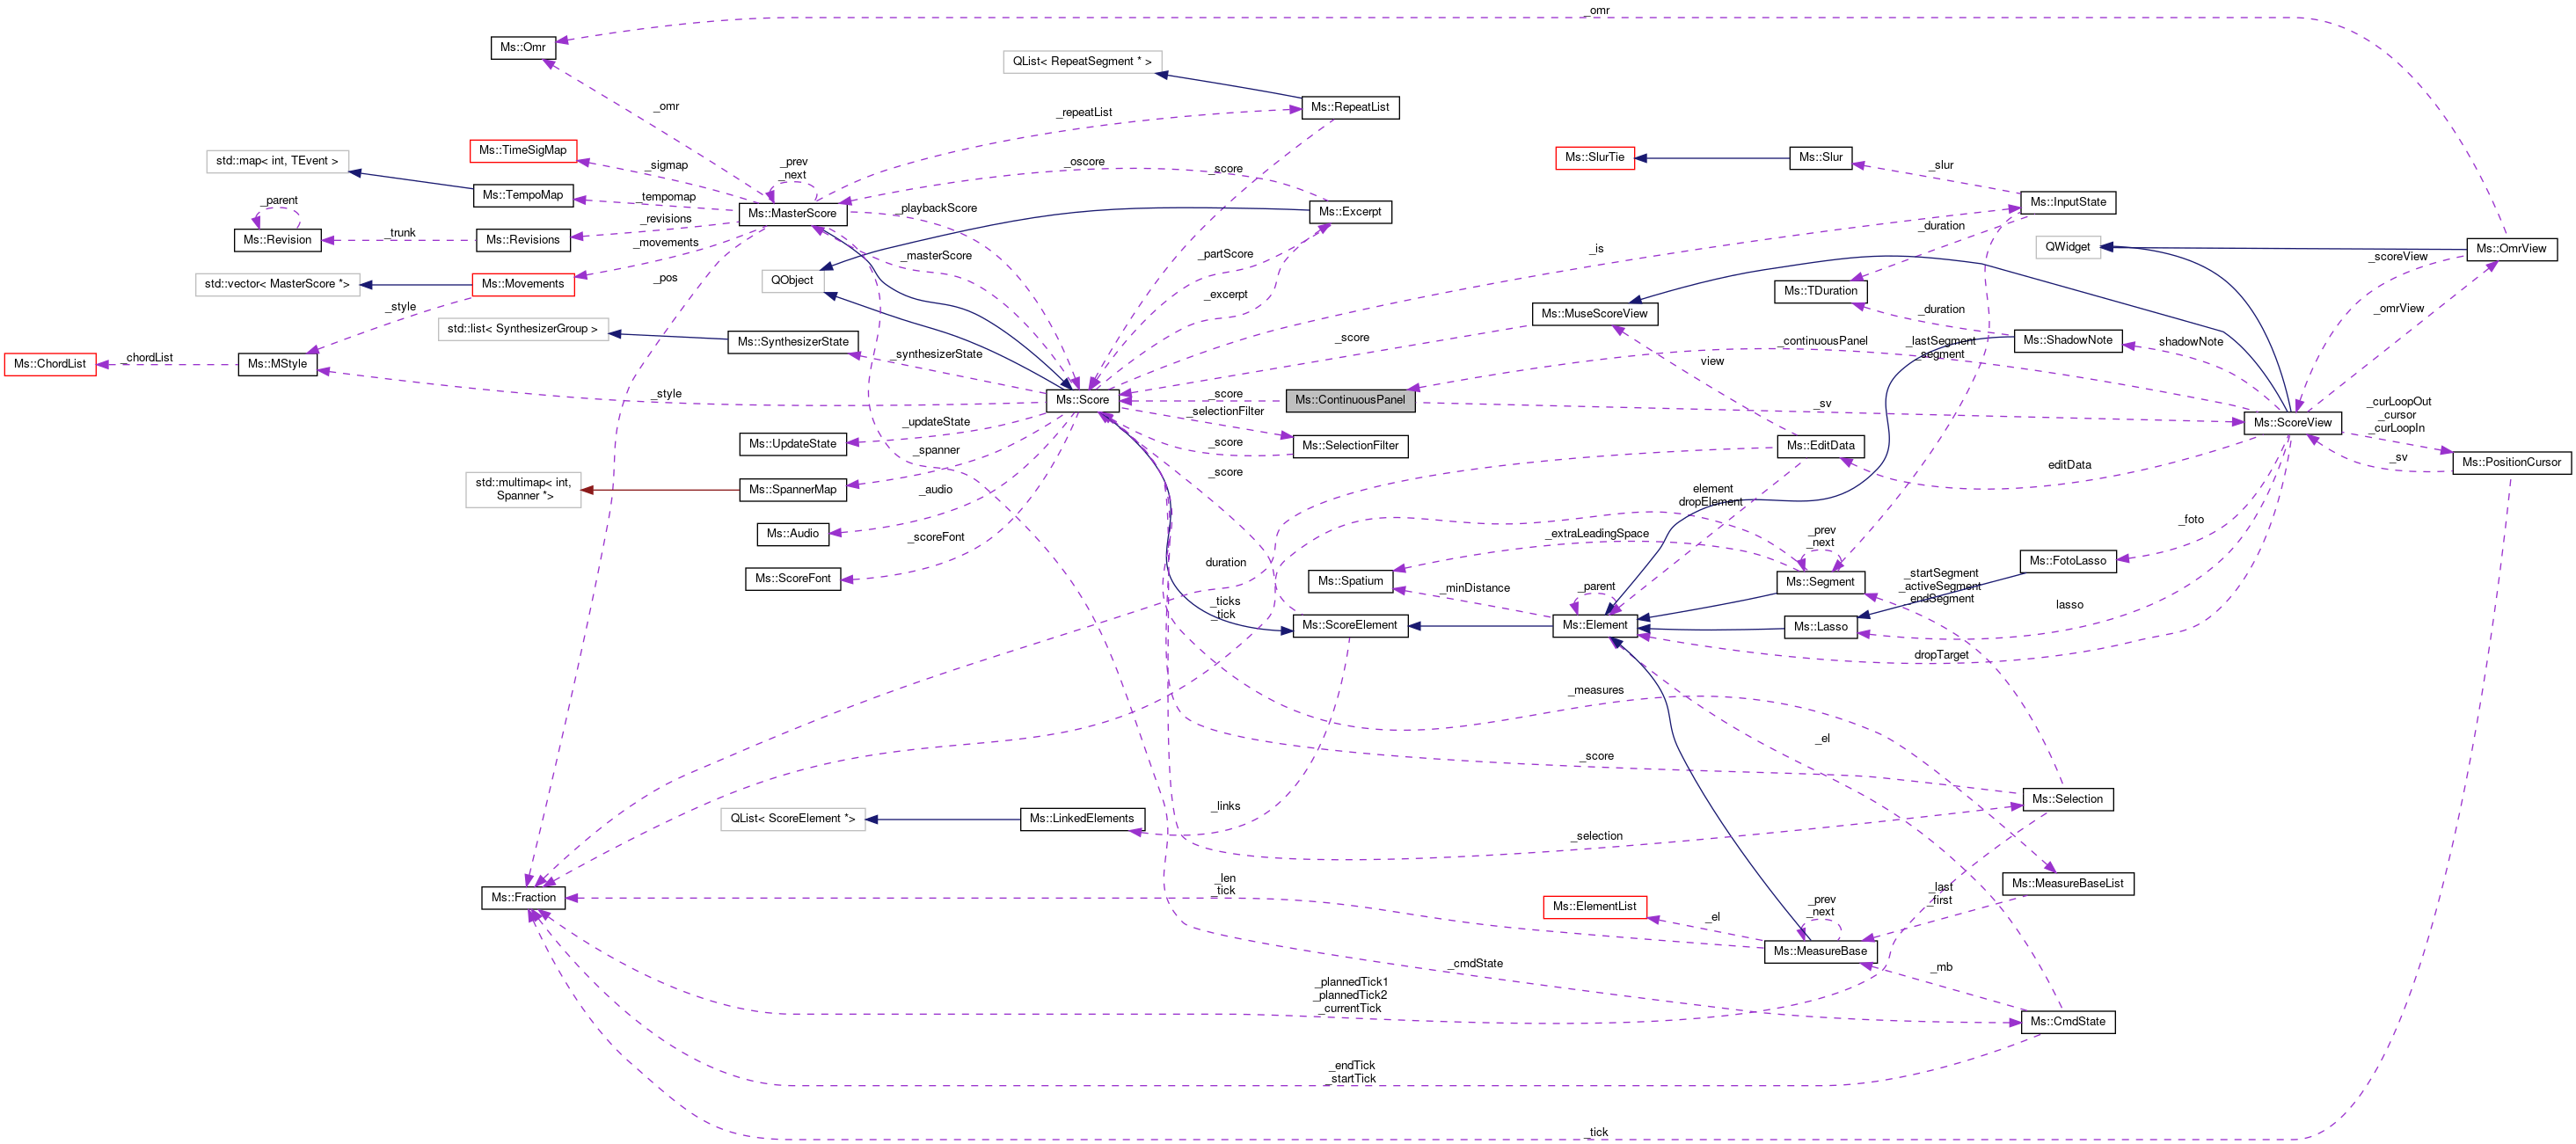 _omr
Ms::Omr
QList< RepeatSegment * >
_omr
_repeatList
Ms::RepeatList
Ms::TimeSigMap
std::map< int, TEvent >
_sigmap
_prev
_next
_oscore
_score
Ms::SlurTie
Ms::Slur
_slur
Ms::TempoMap
_tempomap
_parent
Ms::MasterScore
_playbackScore
Ms::Excerpt
Ms::InputState
_revisions
_duration
Ms::Revision
_trunk
Ms::Revisions
_movements
_masterScore
_partScore
_is
QWidget
Ms::OmrView
_scoreView
std::vector< MasterScore *>
Ms::Movements
_pos
QObject
_excerpt
Ms::TDuration
_style
Ms::MuseScoreView
_duration
_omrView
std::list< SynthesizerGroup >
Ms::SynthesizerState
_score
_continuousPanel
_lastSegment
_segment
Ms::ShadowNote
shadowNote
Ms::ChordList
_chordList
Ms::MStyle
_synthesizerState
view
_style
Ms::Score
_score
Ms::ContinuousPanel
_sv
_selectionFilter
_curLoopOut
_cursor
_curLoopIn
Ms::ScoreView
Ms::UpdateState
_updateState
_score
Ms::SelectionFilter
Ms::EditData
editData
_sv
Ms::PositionCursor
_spanner
_score
std::multimap< int,
Spanner *>
Ms::SpannerMap
_audio
element
dropElement
_foto
Ms::Audio
_scoreFont
_extraLeadingSpace
_prev
_next
Ms::ScoreFont
duration
Ms::Spatium
_minDistance
_parent
Ms::Segment
_startSegment
_activeSegment
_endSegment
Ms::FotoLasso
_ticks
_tick
Ms::ScoreElement
Ms::Element
Ms::Lasso
lasso
dropTarget
_measures
_el
_score
Ms::Selection
_links
QList< ScoreElement *>
Ms::LinkedElements
_selection
_len
_tick
Ms::Fraction
Ms::ElementList
_el
_prev
_next
_last
_first
Ms::MeasureBaseList
Ms::MeasureBase
_cmdState
_mb
_plannedTick1
_plannedTick2
_currentTick
Ms::CmdState
_endTick
_startTick
_tick